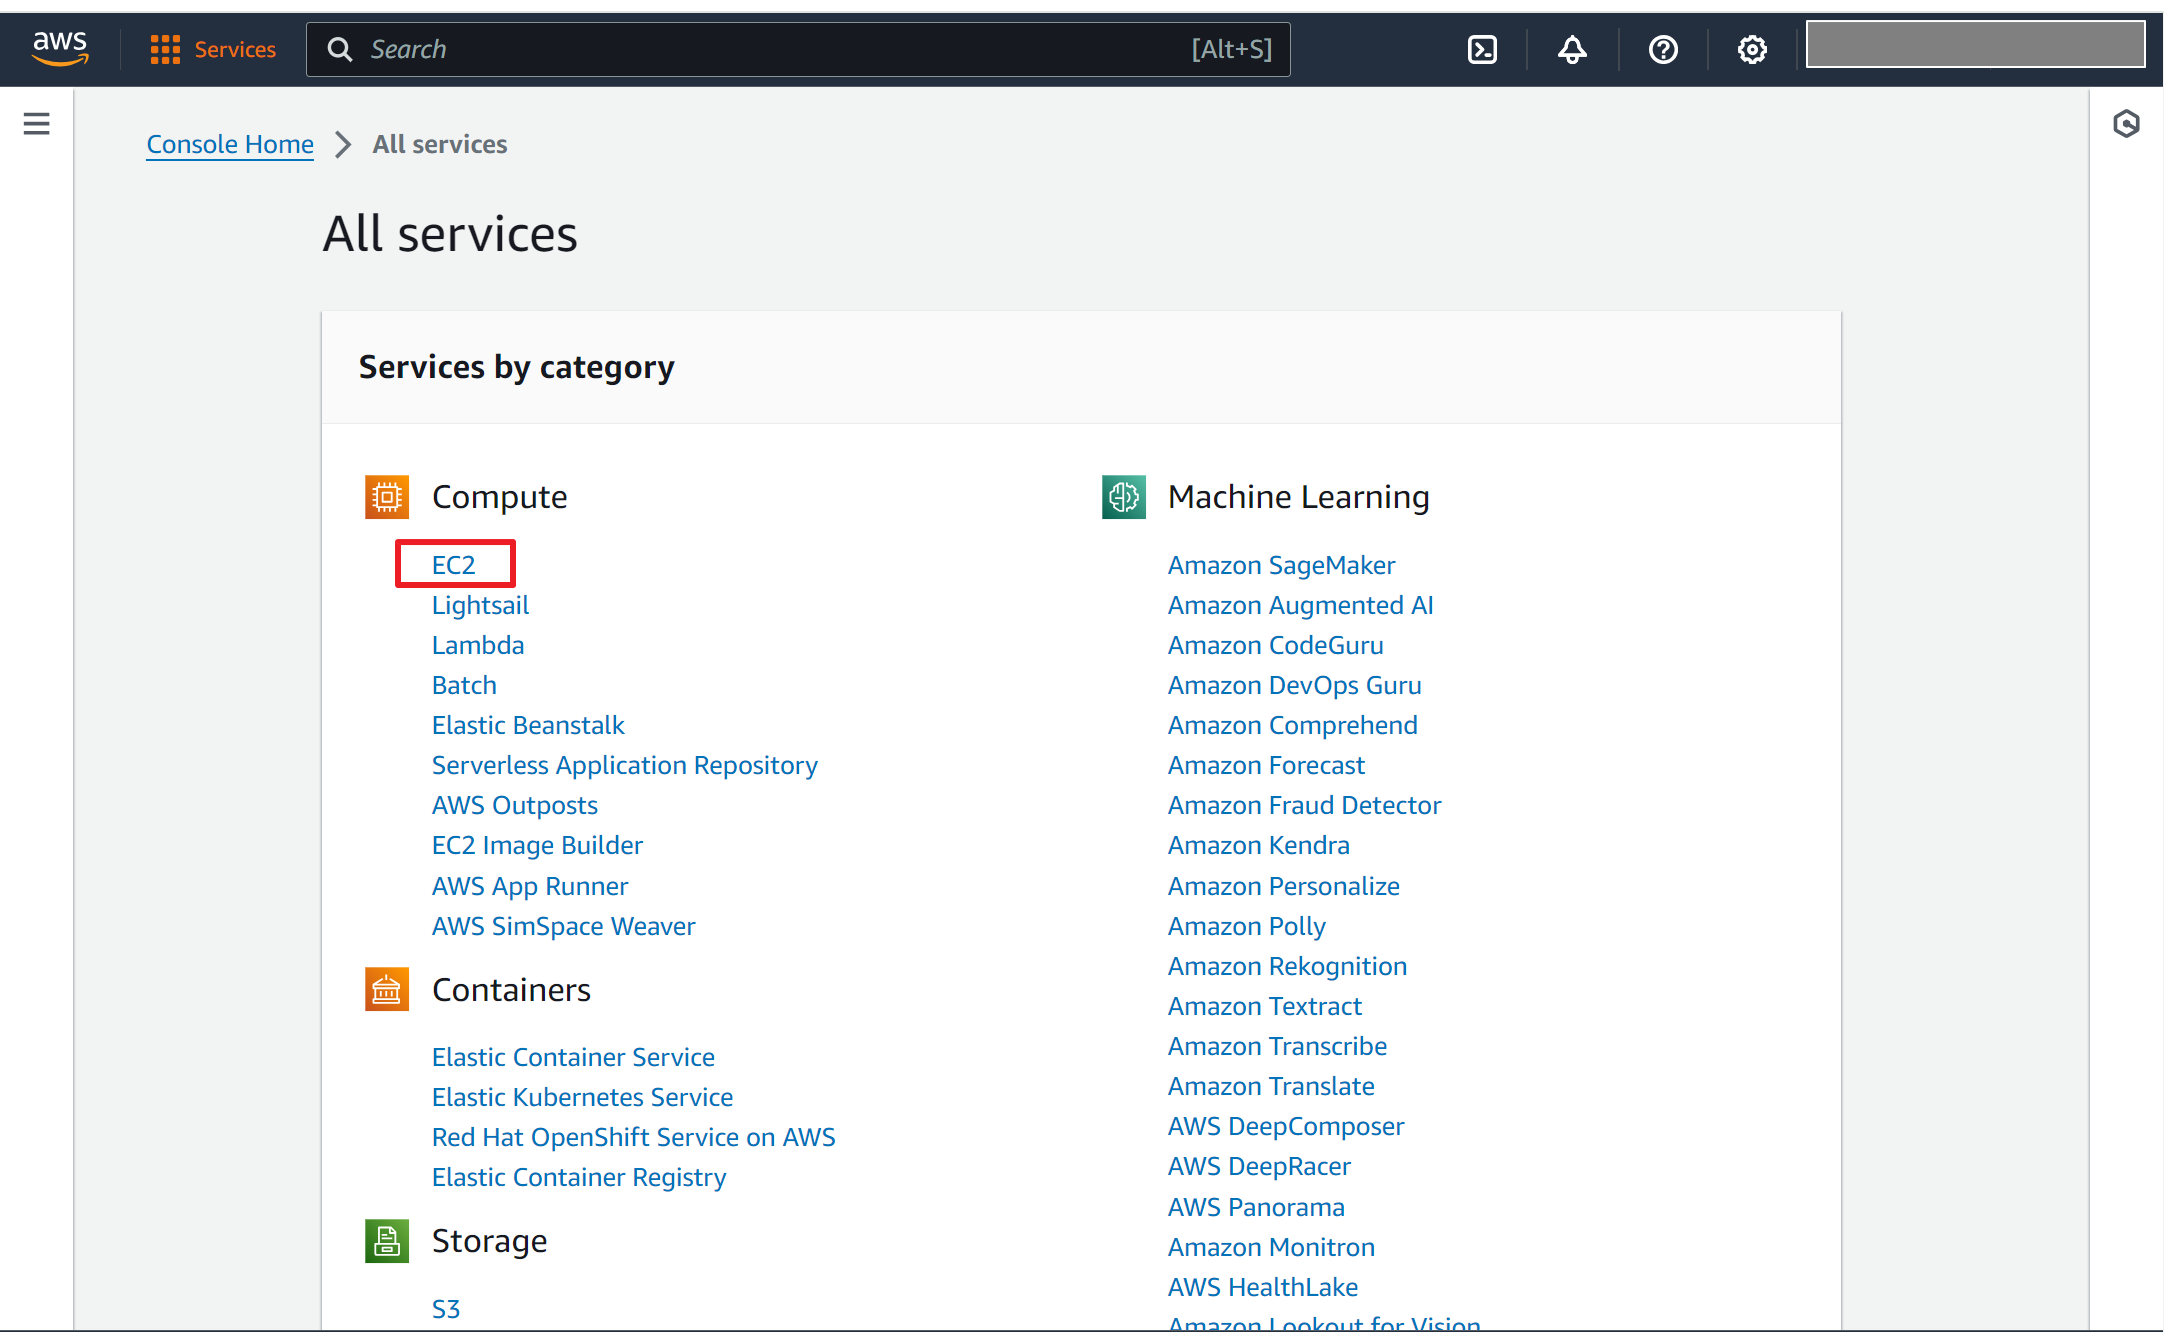 aws
Services
Search
[Alt+S]
Console Home
All services
All services
Services by category
Compute
EC2
Lightsail
Lambda
Batch
Elastic Beanstalk
Serverless Application Repository
AWS Outposts
EC2 Image Builder
AWS App Runner
AWS SimSpace Weaver
Containers
Elastic Container Service
Elastic Kubernetes Service
Red Hat OpenShift Service on AWS
Elastic Container Registry
Storage
S3
Machine Learning
Amazon SageMaker
Amazon Augmented AI
Amazon CodeGuru
Amazon DevOps Guru
Amazon Comprehend
Amazon Forecast
Amazon Fraud Detector
Amazon Kendra
Amazon Personalize
Amazon Polly
Amazon Rekognition
Amazon Textract
Amazon Transcribe
Amazon Translate
AWS DeepComposer
AWS DeepRacer
AWS Panorama
Amazon Monitron
AWS HealthLake
Amazon Lookout for Vision